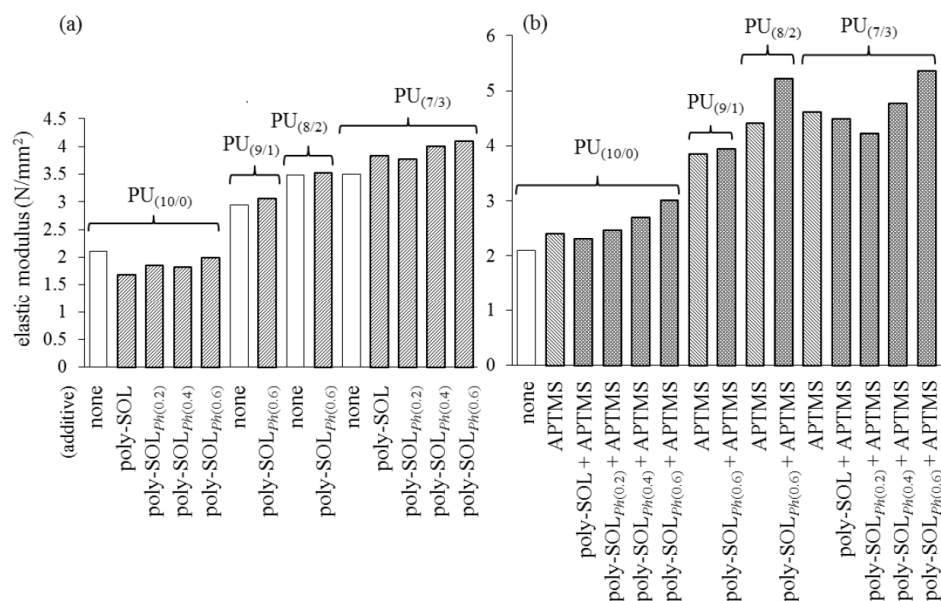 (a)
elastic modulus (N/mm²)
4.5
4
3.5
3
2.5
2
1.5
1
0.5
0
PU(10/0)
PU(9/1)
PU(8/2)
PU(7/3)
(additive)
none
poly-SOL
poly-SOLPh(0.2)
poly-SOLPh(0.4)
poly-SOLPh(0.6)
none
poly-SOLPh(0.6)
none
poly-SOLPh(0.6)
none
poly-SOL
poly-SOLPh(0.2)
poly-SOLPh(0.4)
poly-SOLPh(0.6)
(b)
6
5
4
3
2
1
0
PU(10/0)
PU(9/1)
PU(8/2)
PU(7/3)
none
APTMS
poly-SOL + APTMS
poly-SOLPh(0.2) + APTMS
poly-SOLPh(0.4) + APTMS
poly-SOLPh(0.6) + APTMS
APTMS
poly-SOLPh(0.6) + APTMS
APTMS
poly-SOLPh(0.6) + APTMS
APTMS
poly-SOL + APTMS
poly-SOLPh(0.2) + APTMS
poly-SOLPh(0.4) + APTMS
poly-SOLPh(0.6) + APTMS